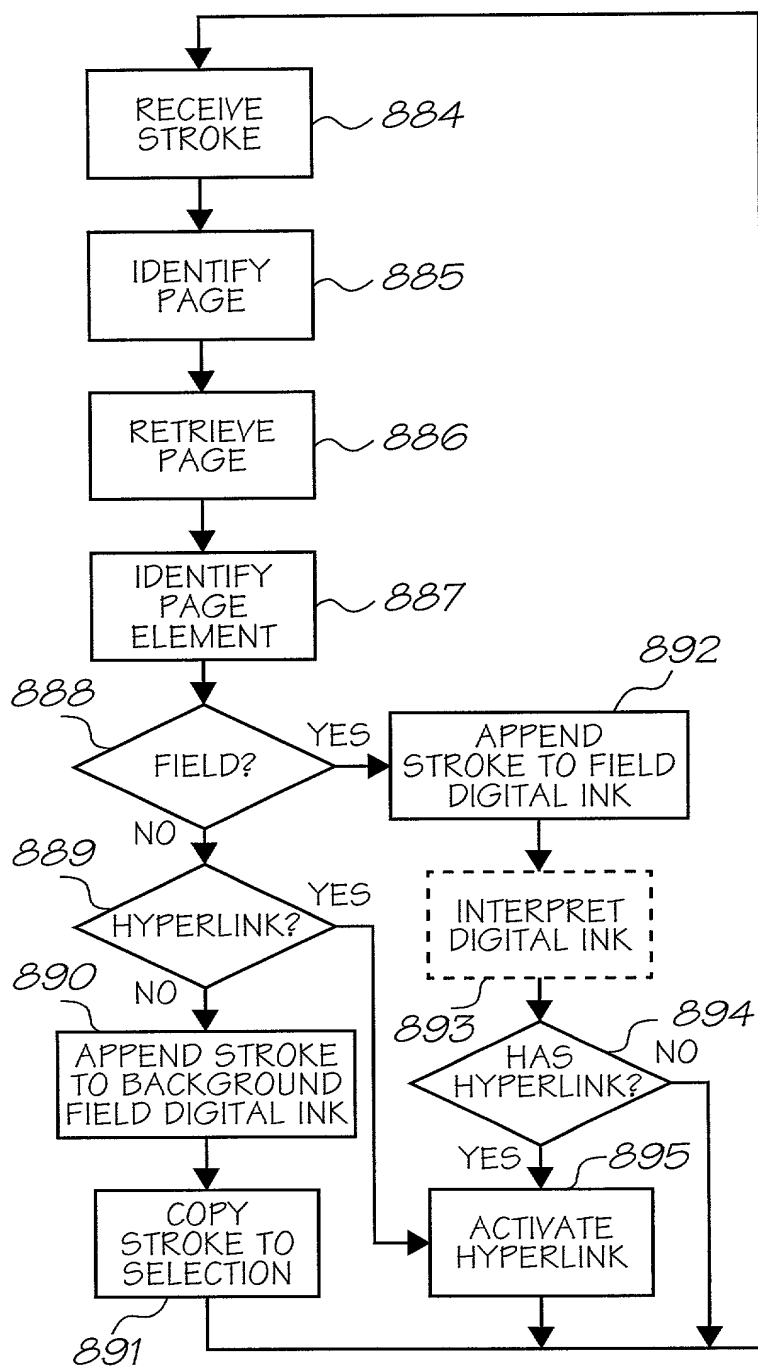 RECEIVE
STROKE
884
IDENTIFY
PAGE
885
RETRIEVE
PAGE
886
IDENTIFY
PAGE
ELEMENT
887
888
FIELD?
YES
NO
892
APPEND
STROKE TO FIELD
DIGITAL INK
889
HYPERLINK?
YES
NO
INTERPRET
DIGITAL INK
893
894
HAS
HYPERLINK?
NO
YES
890
APPEND STROKE
TO BACKGROUND
FIELD DIGITAL INK
895
ACTIVATE
HYPERLINK
COPY
STROKE TO
SELECTION
891